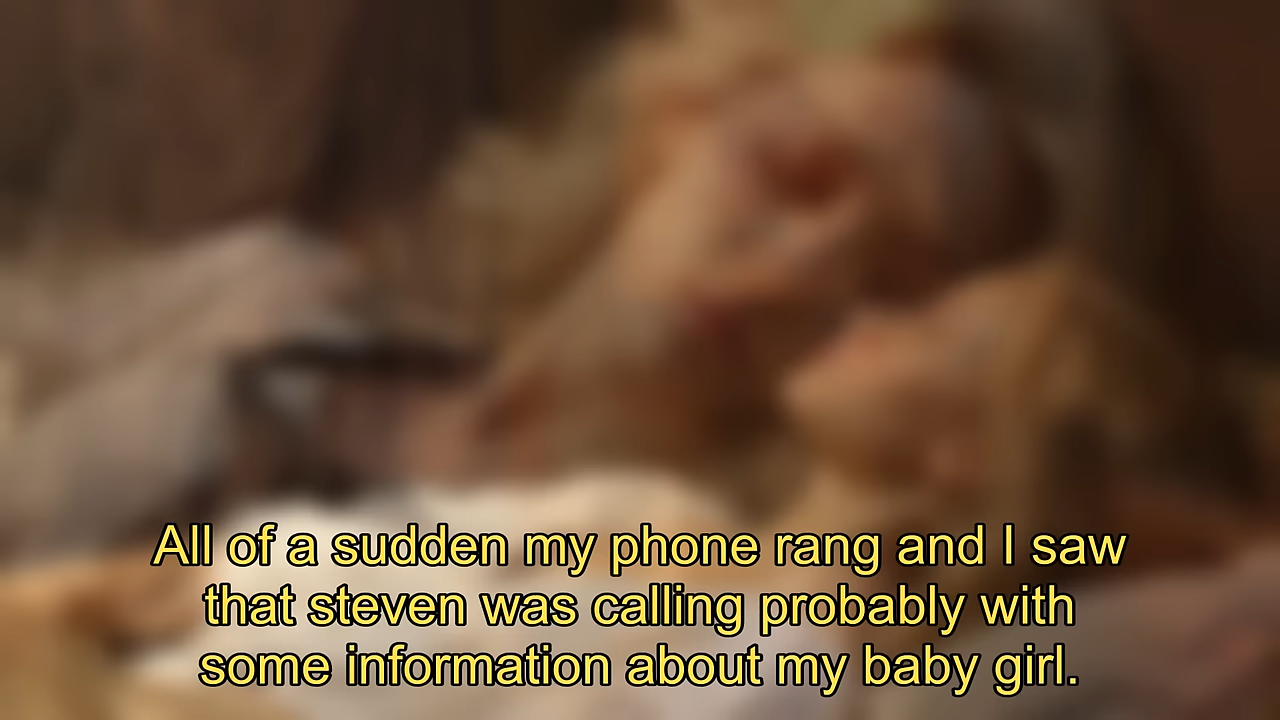 All of a sudden my phone rang and I saw
that steven was calling probably with
some information about my baby girl.